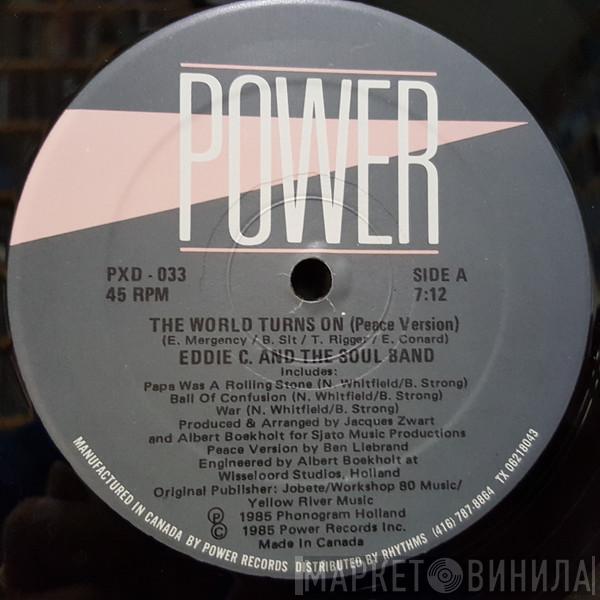 POWER
PXD - 033
SIDE A
45 RPM
7:12
THE WORLD TURNS ON (Peace Version)
(E. Mergency / B. Sit / T. Rigger / E. Conard)
EDDIE C. AND THE SOUL BAND
Includes:
Papa Was A Rolling Stone (N. Whitfield/B. Strong)
Ball Of Confusion (N. Whitfield/B. Strong)
War (N. Whitfield/B. Strong)
Produced & Arranged by Jacques Zwart
and Albert Boekholt for Sjato Music Productions
Peace Version by Ben Liebrand
Engineered by Albert Boekholt at
Wisseloord Studios, Holland
Original Publisher: Jobete/Workshop 80 Music/
Yellow River Music
℗ 1985 Phonogram Holland
© 1985 Power Records Inc.
Made In Canada
MANUFACTURED IN CANADA BY POWER RECORDS DISTRIBUTED BY RHYTHMS (416) 787-8864 TX 06218043
МАРКЕТ ВИНИЛА